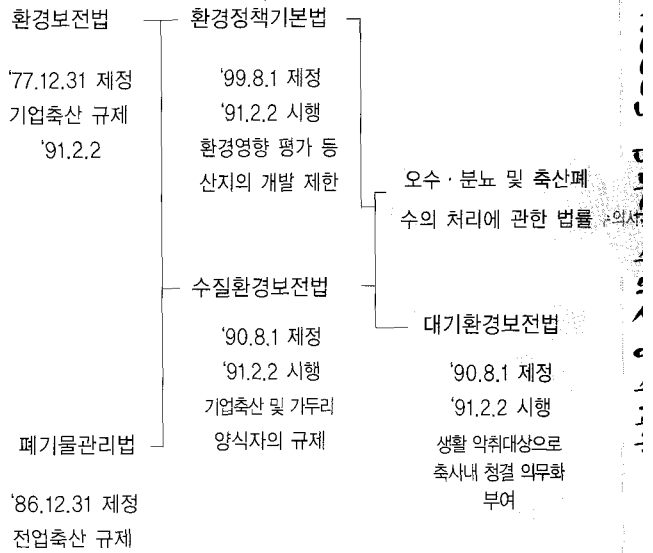 환경보전법
'77.12.31 제정
기업축산 규제
'91.2.2
환경정책기본법
'99.8.1 제정
'91.2.2 시행
환경영향 평가 등
산지의 개발 제한
오수·분뇨 및 축산폐
수의 처리에 관한 법률
수질환경보전법
'90.8.1 제정
'91.2.2 시행
기업축산 및 가두리
양식자의 규제
대기환경보전법
'90.8.1 제정
'91.2.2 시행
생활 악취대상으로
축사내 청결 의무화
부여
폐기물관리법
'86.12.31 제정
전업축산 규제